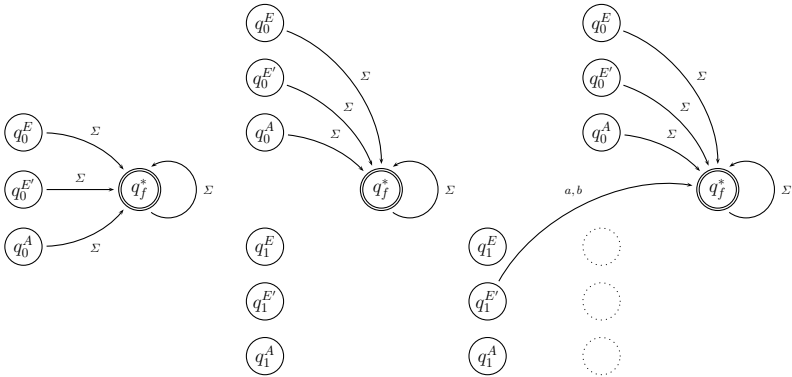 q_0^E
Σ
q_0^{E'}
Σ
q_f^*
Σ
q_0^A
Σ
q_0^E
Σ
q_0^{E'}
Σ
q_0^A
Σ
q_f^*
Σ
q_1^E
q_1^{E'}
q_1^A
q_0^E
Σ
q_0^{E'}
Σ
q_0^A
Σ
q_f^*
Σ
a, b
q_1^E
q_1^{E'}
q_1^A